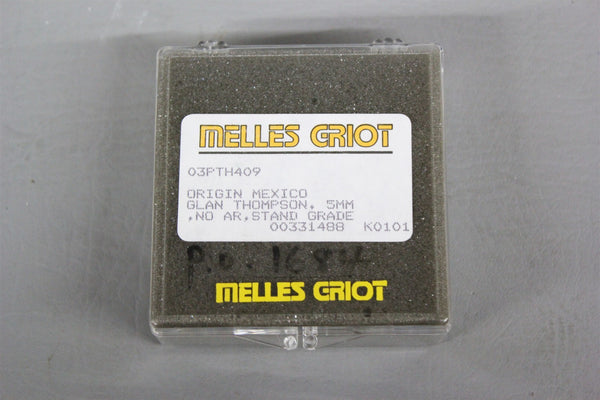 MELLES GRIOT
03PTH409
ORIGIN MEXICO
GLAN THOMPSON, 5MM
,NO AR,STAND GRADE
00331488 K0101
P.O.
MELLES GRIOT